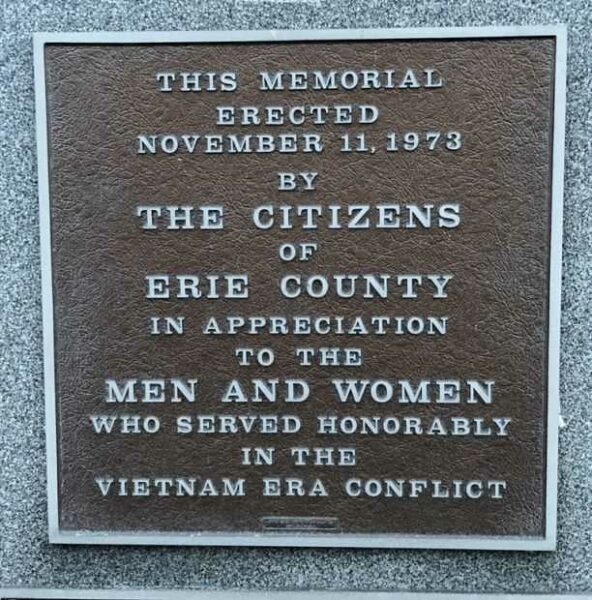 THIS MEMORIAL
ERECTED
NOVEMBER 11, 1973
BY
THE CITIZENS
OF
ERIE COUNTY
IN APPRECIATION
TO THE
MEN AND WOMEN
WHO SERVED HONORABLY
IN THE
VIETNAM ERA CONFLICT